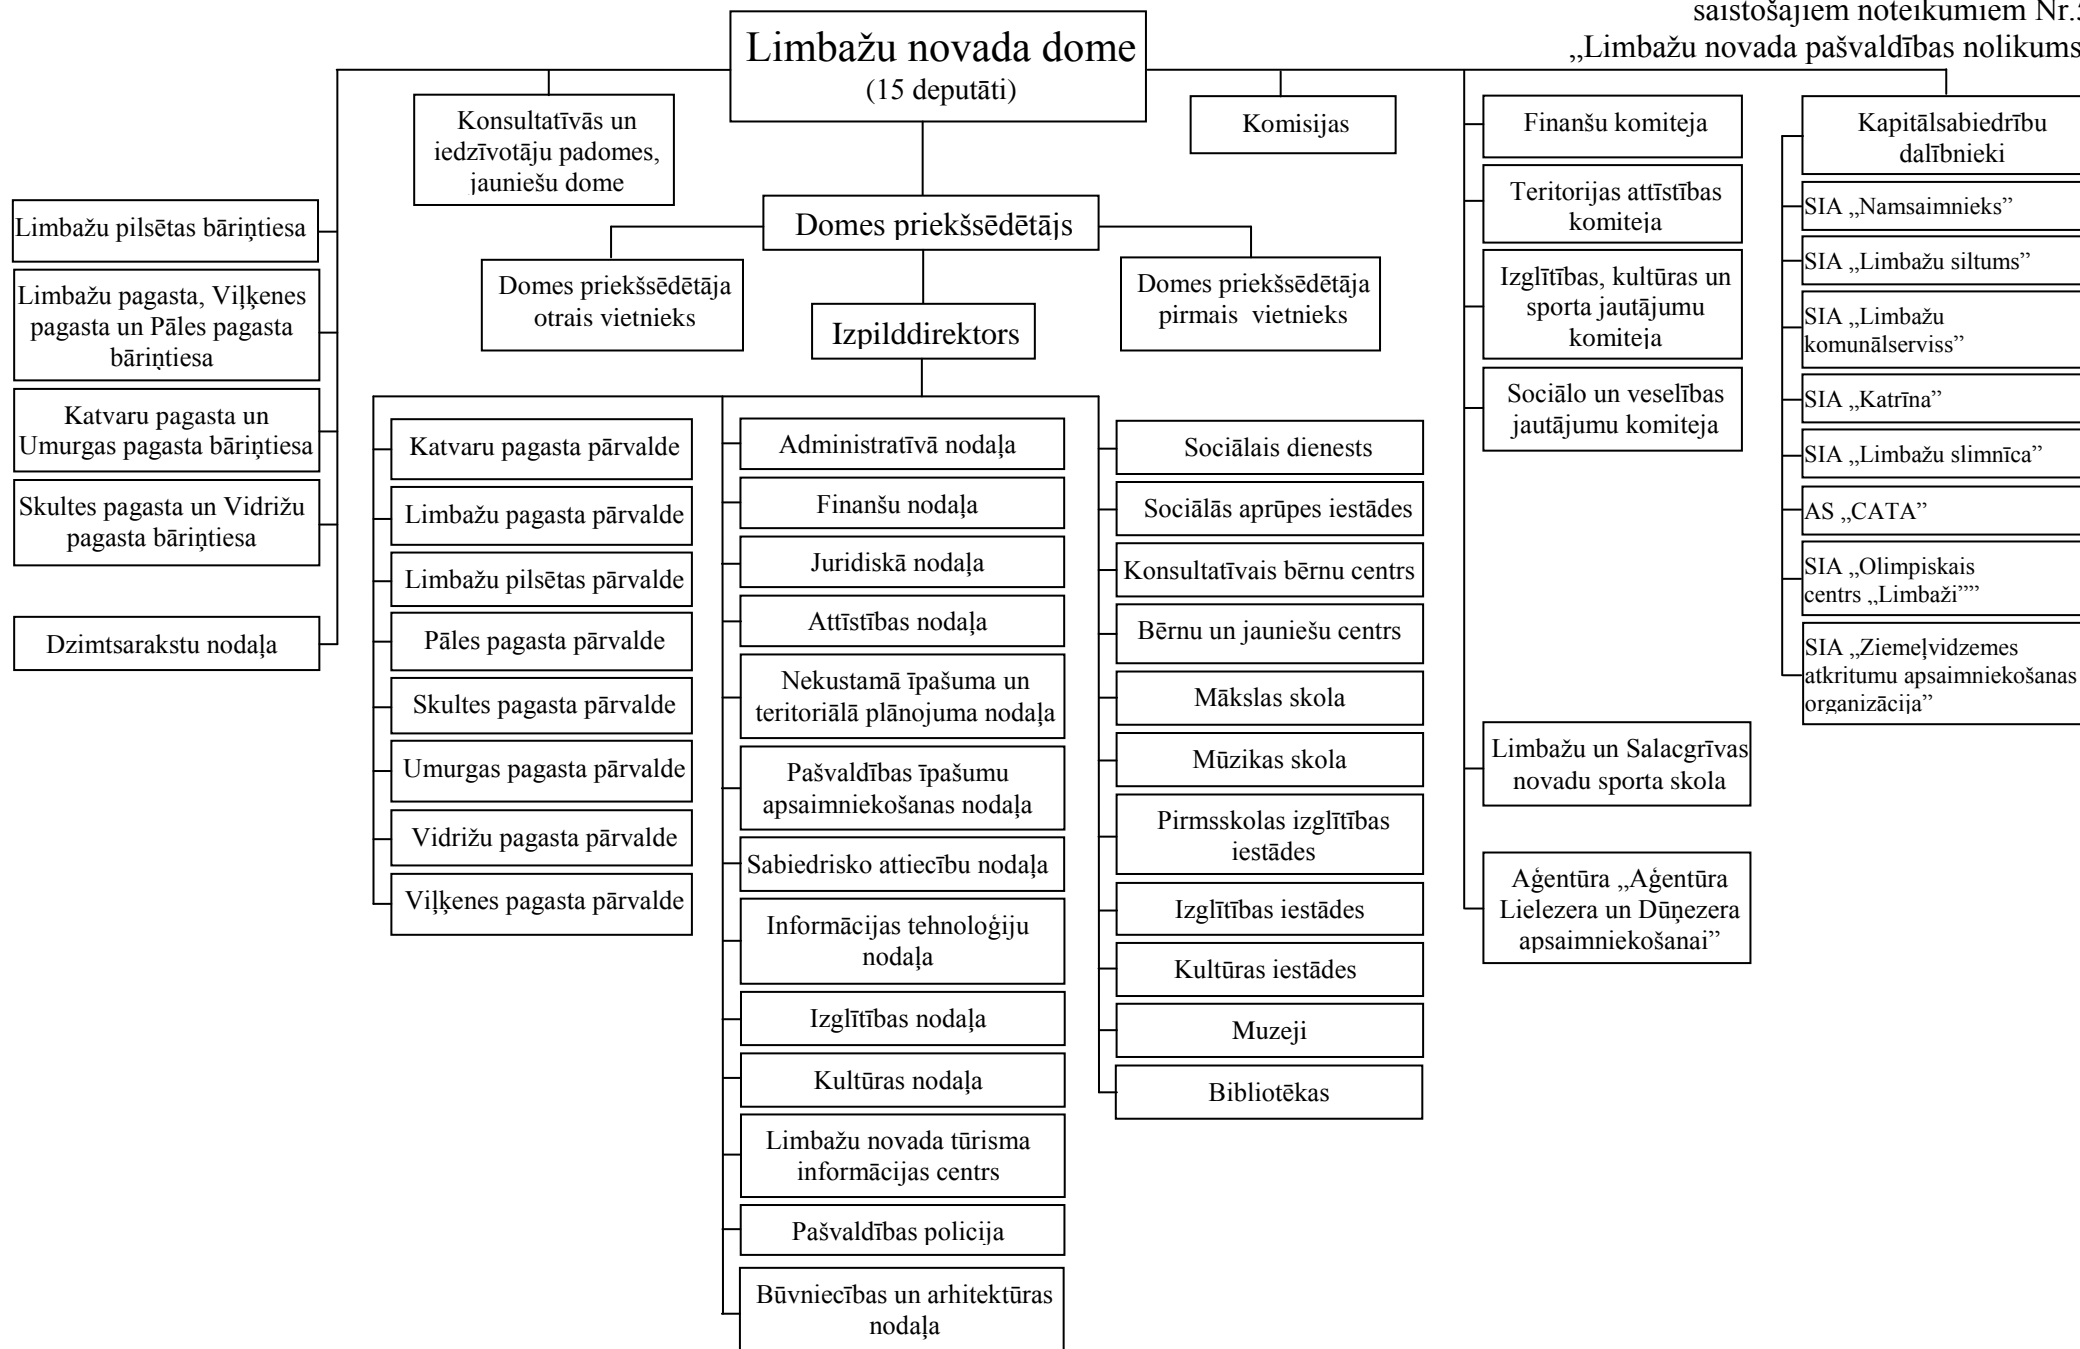 saistošajiem noteikumiem Nr.
„Limbažu novada pašvaldības nolikums
Limbažu novada dome
(15 deputāti)
Konsultatīvās un
iedzīvotāju padomes,
jauniešu dome
Komisijas
Domes priekšsēdētājs
Domes priekšsēdētāja
otrais vietnieks
Domes priekšsēdētāja
pirmais vietnieks
Izpilddirektors
Limbažu pilsētas bāriņtiesa
Limbažu pagasta, Viļķenes
pagasta un Pāles pagasta
bāriņtiesa
Katvaru pagasta un
Umurgas pagasta bāriņtiesa
Skultes pagasta un Vidrižu
pagasta bāriņtiesa
Dzimtsarakstu nodaļa
Katvaru pagasta pārvalde
Limbažu pagasta pārvalde
Limbažu pilsētas pārvalde
Pāles pagasta pārvalde
Skultes pagasta pārvalde
Umurgas pagasta pārvalde
Vidrižu pagasta pārvalde
Viļķenes pagasta pārvalde
Administratīvā nodaļa
Finanšu nodaļa
Juridiskā nodaļa
Attīstības nodaļa
Nekustamā īpašuma un
teritoriālā plānojuma nodaļa
Pašvaldības īpašumu
apsaimniekošanas nodaļa
Sabiedrisko attiecību nodaļa
Informācijas tehnoloģiju
nodaļa
Izglītības nodaļa
Kultūras nodaļa
Limbažu novada tūrisma
informācijas centrs
Pašvaldības policija
Būvniecības un arhitektūras
nodaļa
Sociālais dienests
Sociālās aprūpes iestādes
Konsultatīvais bērnu centrs
Bērnu un jauniešu centrs
Mākslas skola
Mūzikas skola
Pirmsskolas izglītības
iestādes
Izglītības iestādes
Kultūras iestādes
Muzeji
Bibliotēkas
Finanšu komiteja
Teritorijas attīstības
komiteja
Izglītības, kultūras un
sporta jautājumu
komiteja
Sociālo un veselības
jautājumu komiteja
Limbažu un Salacgrīvas
novadu sporta skola
Aģentūra „Aģentūra
Lielezera un Dūņezera
apsaimniekošanai”
Kapitālsabiedrību
dalībnieki
SIA „Namsaimnieks”
SIA „Limbažu siltums”
SIA „Limbažu
komunālserviss”
SIA „Katrīna”
SIA „Limbažu slimnīca”
AS „CATA”
SIA „Olimpiskais
centrs „Limbaži””
SIA „Ziemeļvidzemes
atkritumu apsaimniekošanas
organizācija”